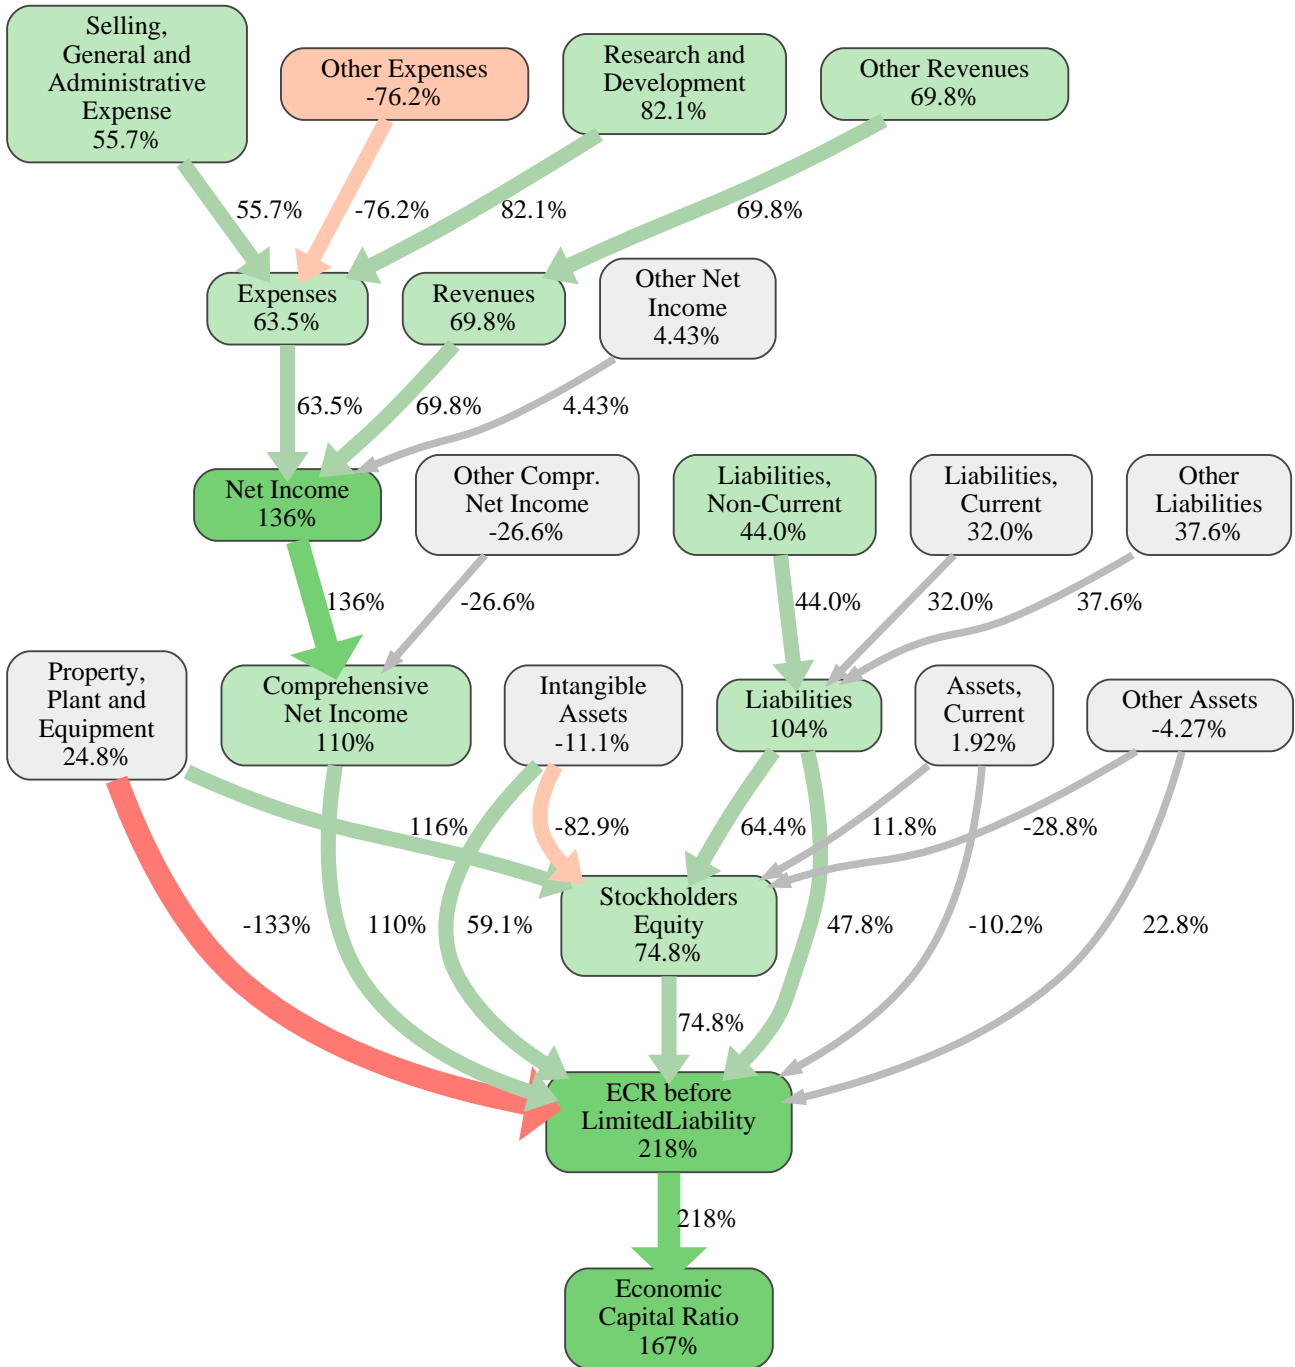 Selling,
General and
Administrative
Expense
55.7%
Other Expenses
-76.2%
Research and
Development
82.1%
Other Revenues
69.8%
55.7%
-76.2%
82.1%
69.8%
Expenses
63.5%
Revenues
69.8%
Other Net
Income
4.43%
63.5%
69.8%
4.43%
Net Income
136%
Other Compr.
Net Income
-26.6%
Liabilities,
Non-Current
44.0%
Liabilities,
Current
32.0%
Other
Liabilities
37.6%
136%
-26.6%
44.0%
32.0%
37.6%
Property,
Plant and
Equipment
24.8%
Comprehensive
Net Income
110%
Intangible
Assets
-11.1%
Liabilities
104%
Assets,
Current
1.92%
Other Assets
-4.27%
116%
-82.9%
64.4%
11.8%
-28.8%
Stockholders
Equity
74.8%
-133%
110%
59.1%
47.8%
-10.2%
22.8%
74.8%
ECR before
LimitedLiability
218%
218%
Economic
Capital Ratio
167%